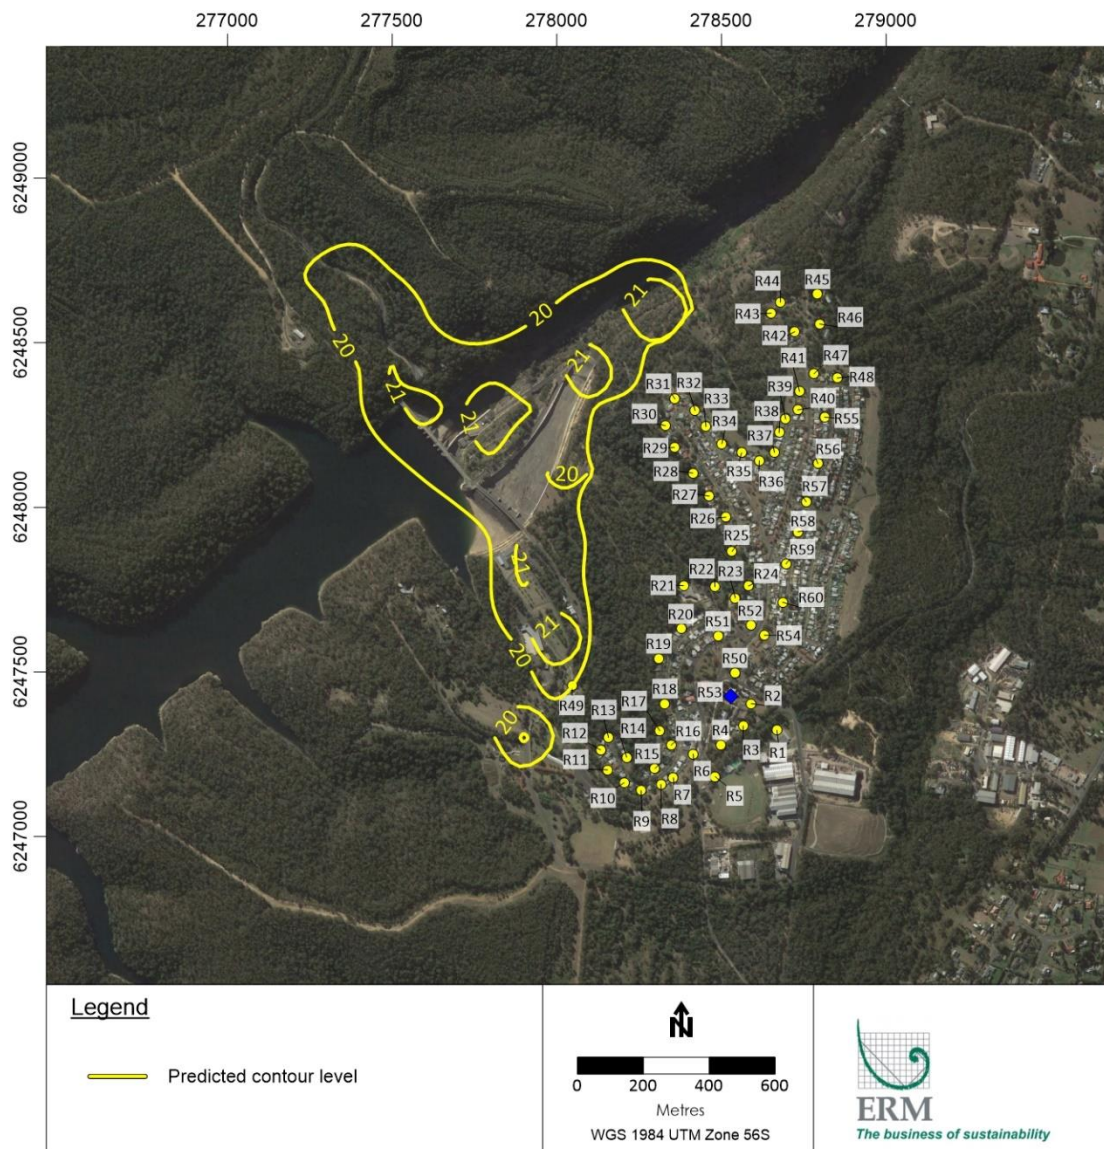 277000 277500 278000 278500 279000
6249000
6248500
6248000
6247500
6247000
20
21
20
20
21
21
21
20
21
21
20
20
R44 R45
R43 R46
R42
R41 R47
R48
R31 R32 R39
R33 R40
R30 R34 R38 R55
R37
R29 R56
R35
R28 R36 R57
R27
R26 R58
R25
R59
R22 R23 R24
R21
R60
R20 R51 R52
R54
R19
R50
R18 R53 R2
R49 R17
R13
R12 R14 R16 R4
R15 R3 R1
R11
R6
R10 R7 R5
R9 R8
Legend
Predicted contour level
N
0 200 400 600
Metres
WGS 1984 UTM Zone 56S
ERM
The business of sustainability